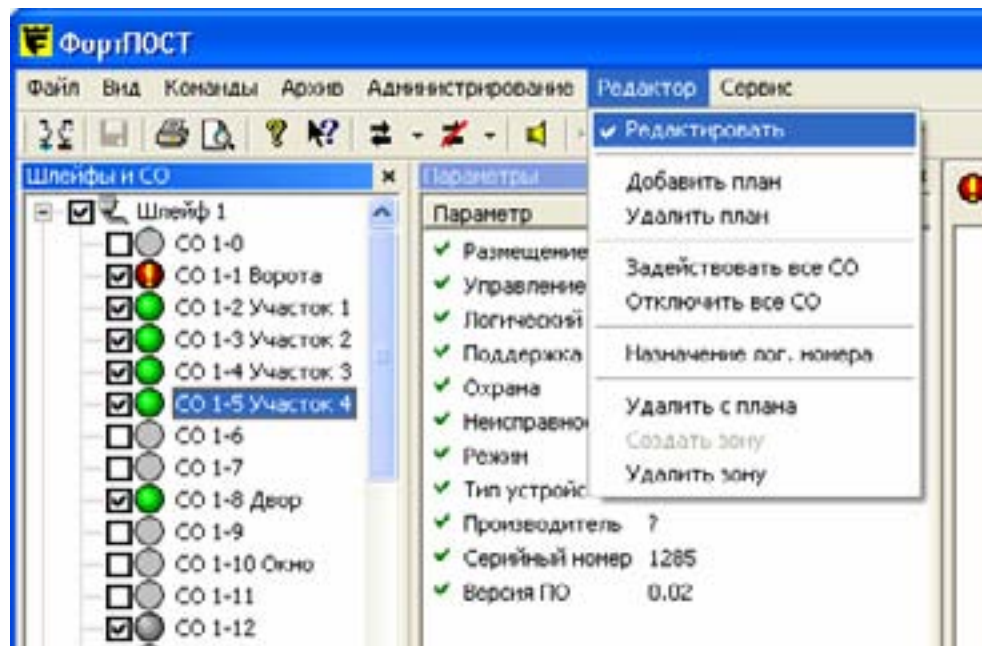 ФортПОСТ
Файл Вид Команды Архив Администрирование Редактор Сервис
Шлейфы и СО
Шлейф 1
СО 1-0
СО 1-1 Ворота
СО 1-2 Участок 1
СО 1-3 Участок 2
СО 1-4 Участок 3
СО 1-5 Участок 4
СО 1-6
СО 1-7
СО 1-8 Двор
СО 1-9
СО 1-10 Окно
СО 1-11
СО 1-12
Параметры
Параметр
Размещение
Управление
Логический
Поддержка
Охрана
Неисправнос
Режим
Тип устройс
Производитель ?
Серийный номер 1285
Версия ПО 0.02
Редактировать
Добавить план
Удалить план
Задействовать все СО
Отключить все СО
Назначение лог. номера
Удалить с плана
Создать зону
Удалить зону